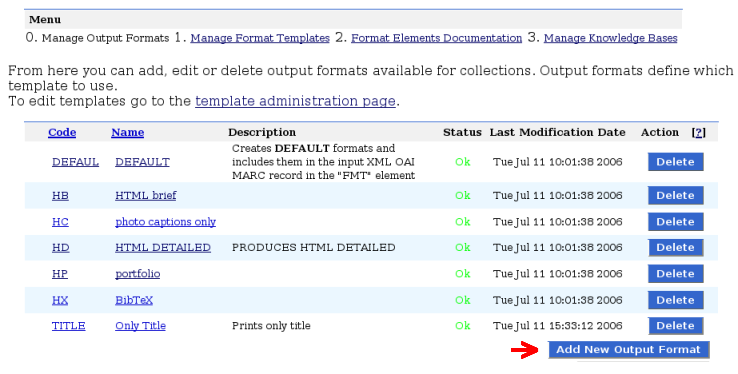 Menu
0. Manage Output Formats 1. Manage Format Templates 2. Format Elements Documentation 3. Manage Knowledge Bases
From here you can add, edit or delete output formats available for collections. Output formats define which
template to use.
To edit templates go to the template administration page.
Code Name Description Status Last Modification Date Action [?]
DEFAUL DEFAULT Creates DEFAULT formats and
includes them in the input XML OAI Ok Tue Jul 11 10:01:38 2006 Delete
MARC record in the "FMT" element
HB HTML brief Ok Tue Jul 11 10:01:38 2006 Delete
HC photo captions only Ok Tue Jul 11 10:01:38 2006 Delete
HD HTML DETAILED PRODUCES HTML DETAILED Ok Tue Jul 11 10:01:38 2006 Delete
HP portfolio Ok Tue Jul 11 10:01:38 2006 Delete
HX BibTeX Ok Tue Jul 11 10:01:38 2006 Delete
TITLE Only Title Prints only title Ok Tue Jul 11 15:33:12 2006 Delete
Add New Output Format